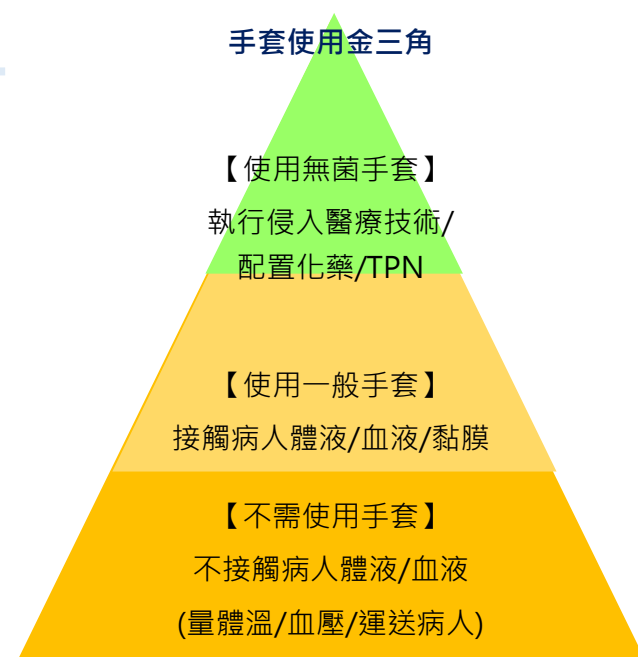 手套使用金三角
【使用無菌手套】
執行侵入醫療技術/
配置化藥/TPN
【使用一般手套】
接觸病人體液/血液/黏膜
【不需使用手套】
不接觸病人體液/血液
(量體溫/血壓/運送病人)